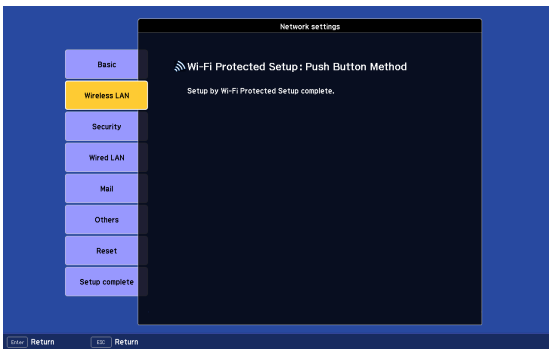 Network settings
Basic
Wireless LAN
Security
Wired LAN
Mail
Others
Reset
Setup complete
Wi-Fi Protected Setup : Push Button Method
Setup by Wi-Fi Protected Setup complete.
Enter Return
ESC Return